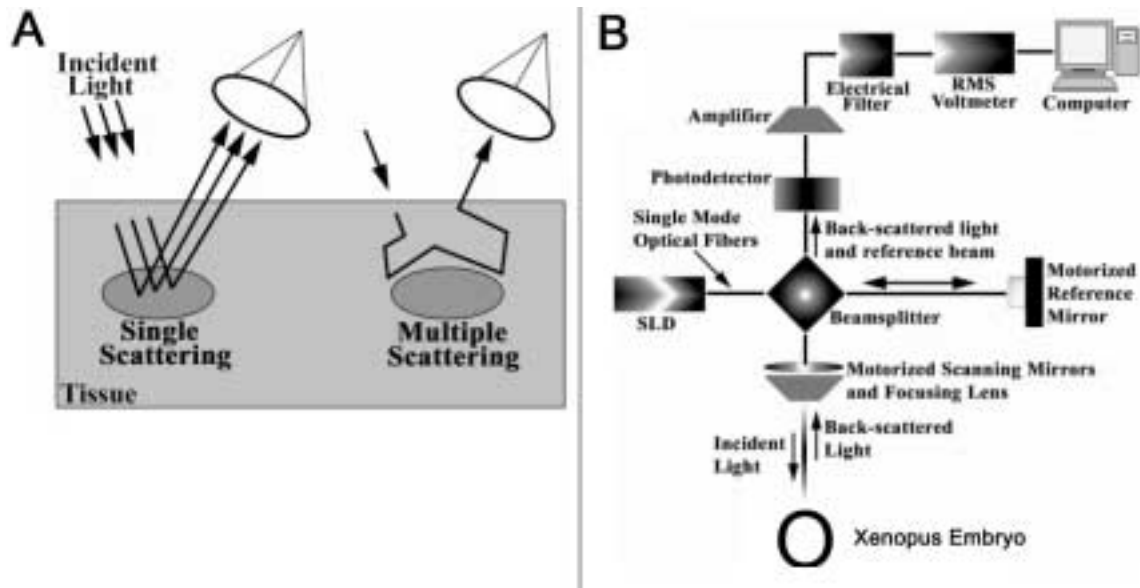 A
Incident
Light
Single
Scattering
Multiple
Scattering
Tissue
B
Electrical
Filter
RMS
Voltmeter
Computer
Amplifier
Photodetector
Single Mode
Optical Fibers
Back-scattered light
and reference beam
SLD
Beamsplitter
Motorized
Reference
Mirror
Motorized Scanning Mirrors
and Focusing Lens
Incident
Light
Back-scattered
Light
Xenopus Embryo